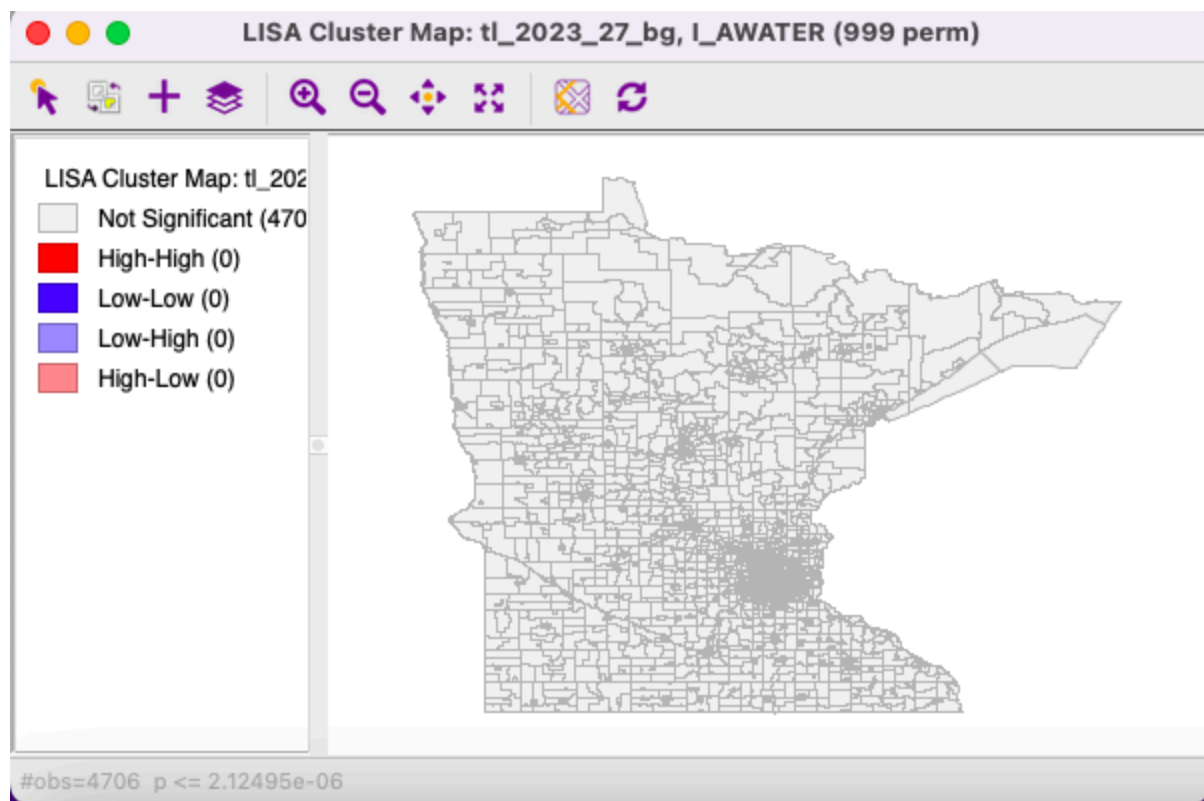 LISA Cluster Map: tl_2023_27_bg, I_AWATER (999 perm)
LISA Cluster Map: tl_202
Not Significant (470
High-High (0)
Low-Low (0)
Low-High (0)
High-Low (0)
#obs=4706 p <= 2.12495e-06